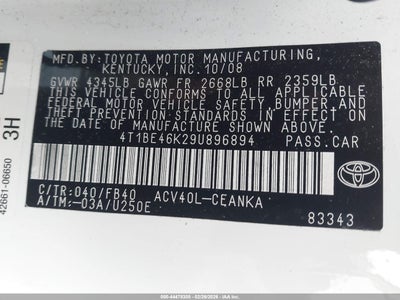 MFD.BY:TOYOTA MOTOR MANUFACTURING,
KENTUCKY,INC.10/08
GVWR 4345LB GAWR FR 2668LB RR 2359LB
THIS VEHICLE CONFORMS TO ALL APPLICABLE
FEDERAL MOTOR VEHICLE SAFETY,BUMPER,AND
THEFT PREVENTION STANDARDS IN EFFECT ON
THE DATE OF MANUFACTURE SHOWN ABOVE.
4T1BE46K29U896894 PASS.CAR
C/TR:040/FB40 ACV40L-CEANKA
A/TM:-03A/U250E
TOYOTA
83343
3H
42661-06650